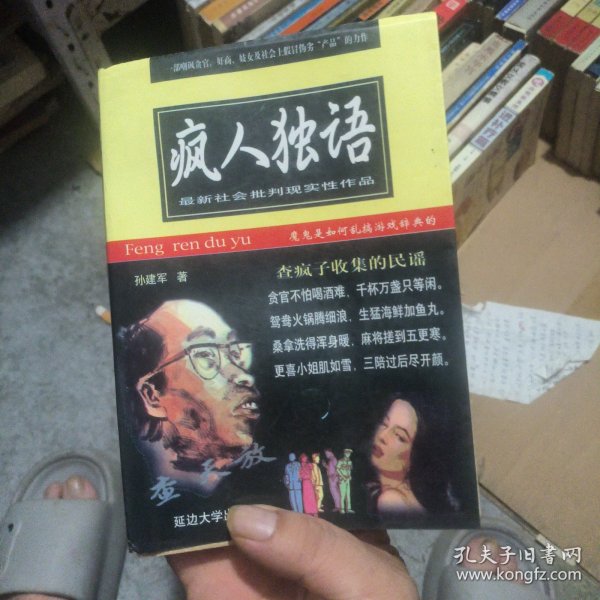 一部嘲讽贪官、奸商、妓女及社会上假冒伪劣"产品"的力作
疯人独语
最新社会批判现实性作品
Feng ren du yu
魔鬼是如何乱搞游戏辞典的
孙建军 著
查疯子收集的民谣
贪官不怕喝酒难、千杯万盏只等闲。
鸳鸯火锅腾细浪、生猛海鲜加鱼丸。
桑拿洗得浑身暖、麻将搓到五更寒。
更喜小姐肌如雪、三陪过后尽开颜。
查天放
延边大学出
孔夫子旧书网
www.kongfz.com